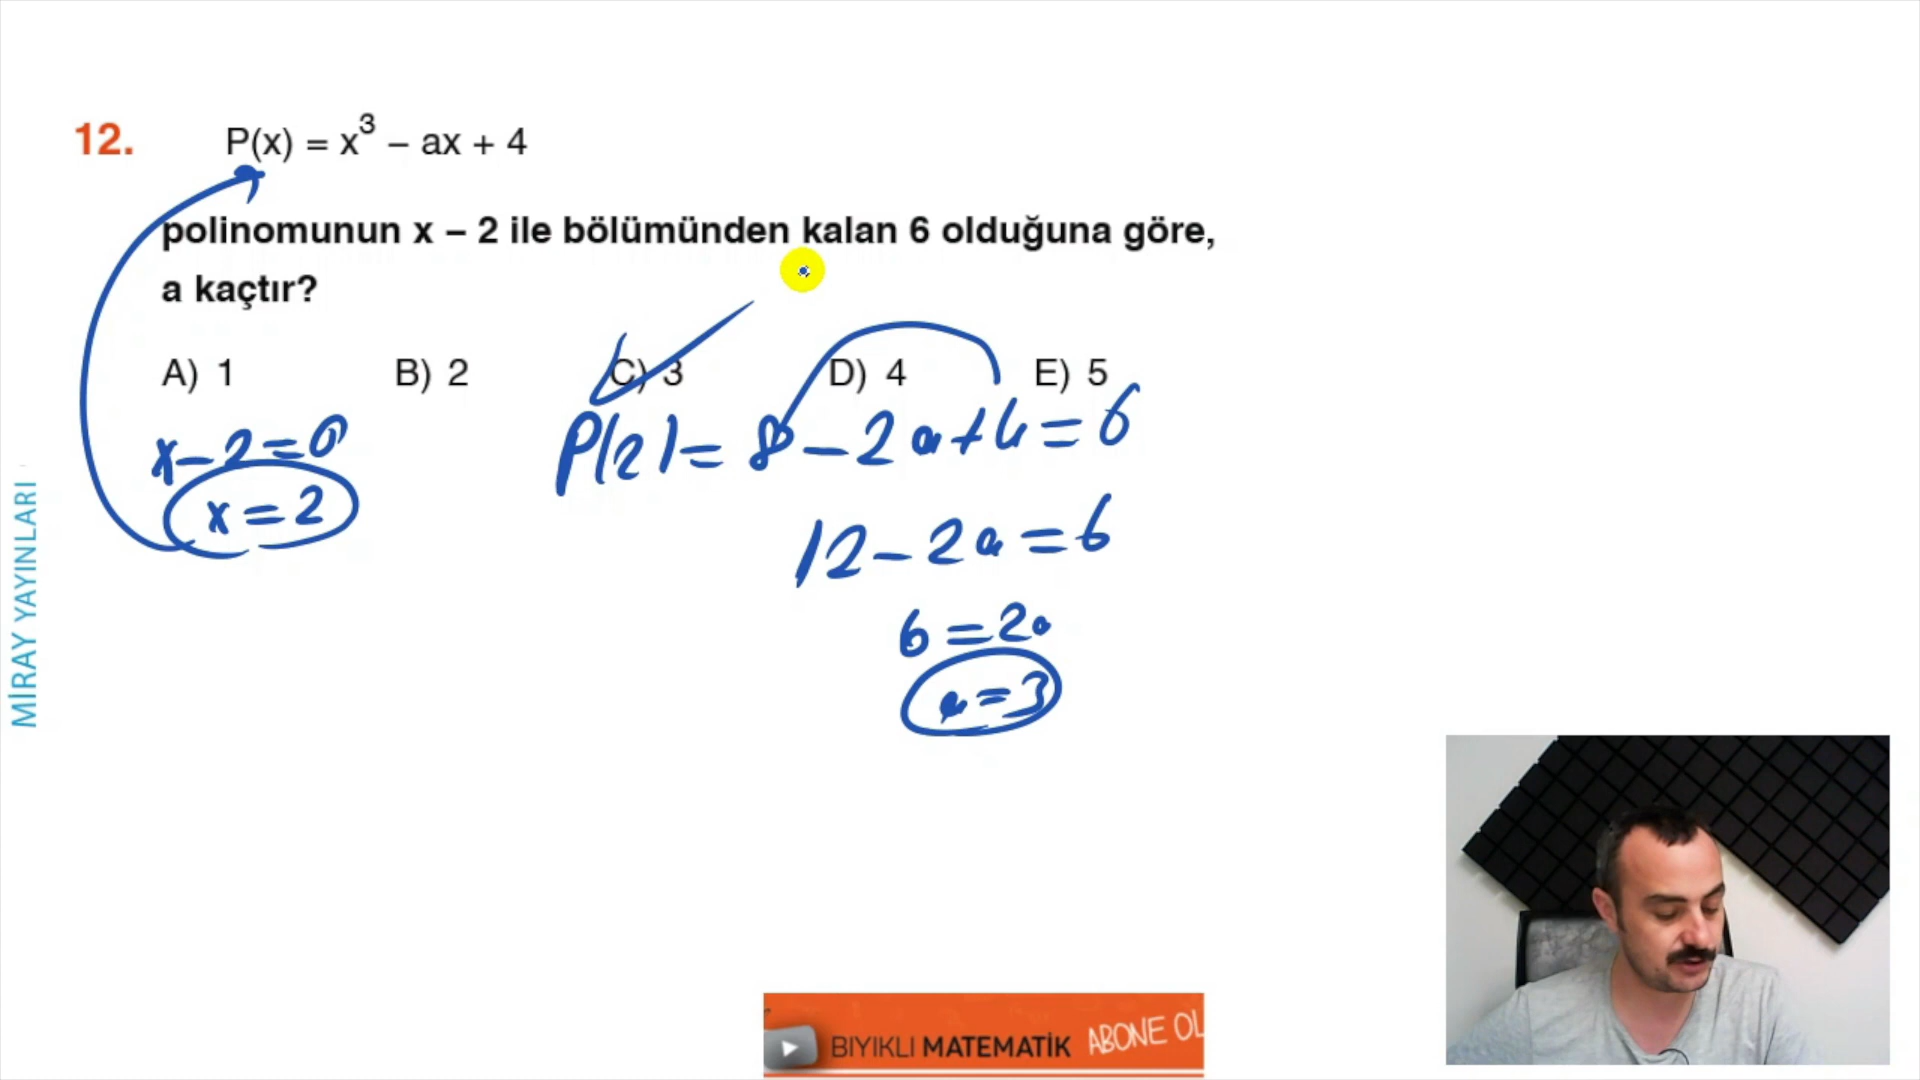 12. P(x) = x³ – ax + 4
polinomunun x – 2 ile bölümünden kalan 6 olduğuna göre,
a kaçtır?
A) 1 B) 2 C) 3 D) 4 E) 5
x – 2 = 0
x = 2
P(2) = 8 – 2a + 4 = 6
12 – 2a = 6
6 = 2a
a = 3
MİRAY YAYINLARI
BIYIKLI MATEMATİK ABONE OL